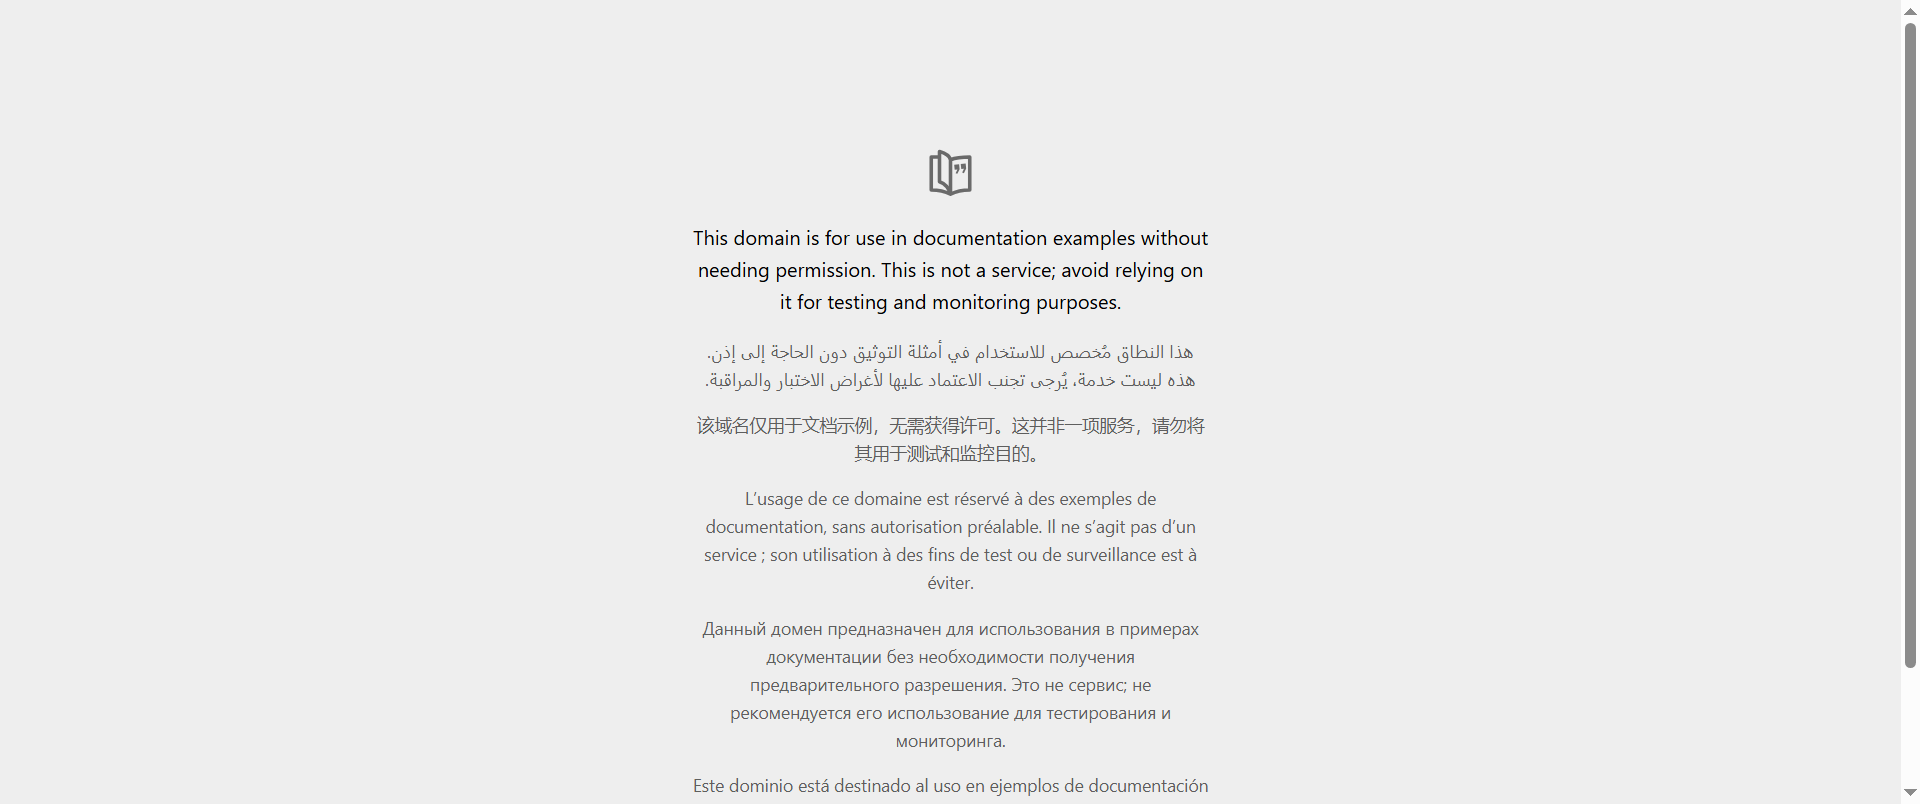 This domain is for use in documentation examples without
needing permission. This is not a service; avoid relying on
it for testing and monitoring purposes.
هذا النطاق مُخصص للاستخدام في أمثلة التوثيق دون الحاجة إلى إذن.
هذه ليست خدمة، يُرجى تجنب الاعتماد عليها لأغراض الاختبار والمراقبة.
该域名仅用于文档示例，无需获得许可。这并非一项服务，请勿将
其用于测试和监控目的。
L’usage de ce domaine est réservé à des exemples de
documentation, sans autorisation préalable. Il ne s’agit pas d’un
service ; son utilisation à des fins de test ou de surveillance est à
éviter.
Данный домен предназначен для использования в примерах
документации без необходимости получения
предварительного разрешения. Это не сервис; не
рекомендуется его использование для тестирования и
мониторинга.
Este dominio está destinado al uso en ejemplos de documentación